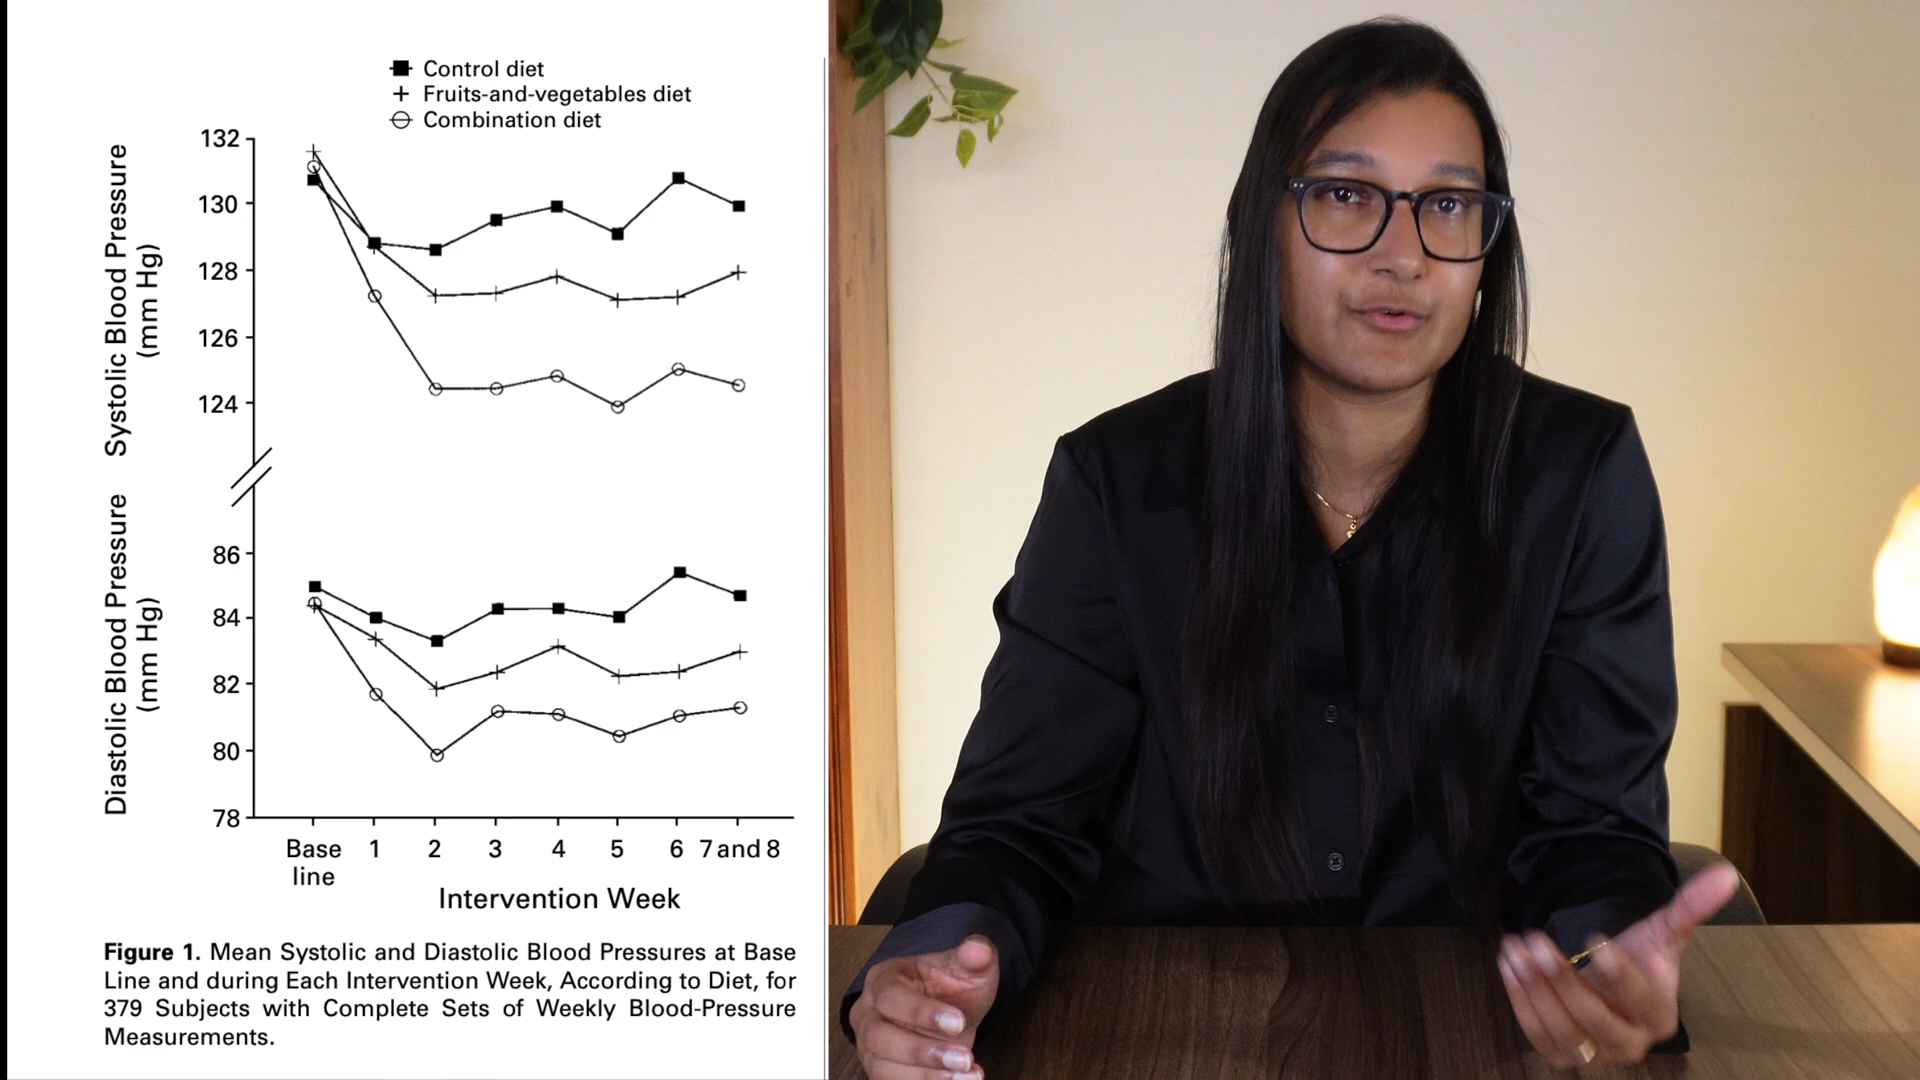 Control diet
Fruits-and-vegetables diet
Combination diet
Systolic Blood Pressure
(mm Hg)
132
130
128
126
124
Diastolic Blood Pressure
(mm Hg)
86
84
82
80
78
Base
line
1 2 3 4 5 6 7 and 8
Intervention Week
Figure 1. Mean Systolic and Diastolic Blood Pressures at Base
Line and during Each Intervention Week, According to Diet, for
379 Subjects with Complete Sets of Weekly Blood-Pressure
Measurements.